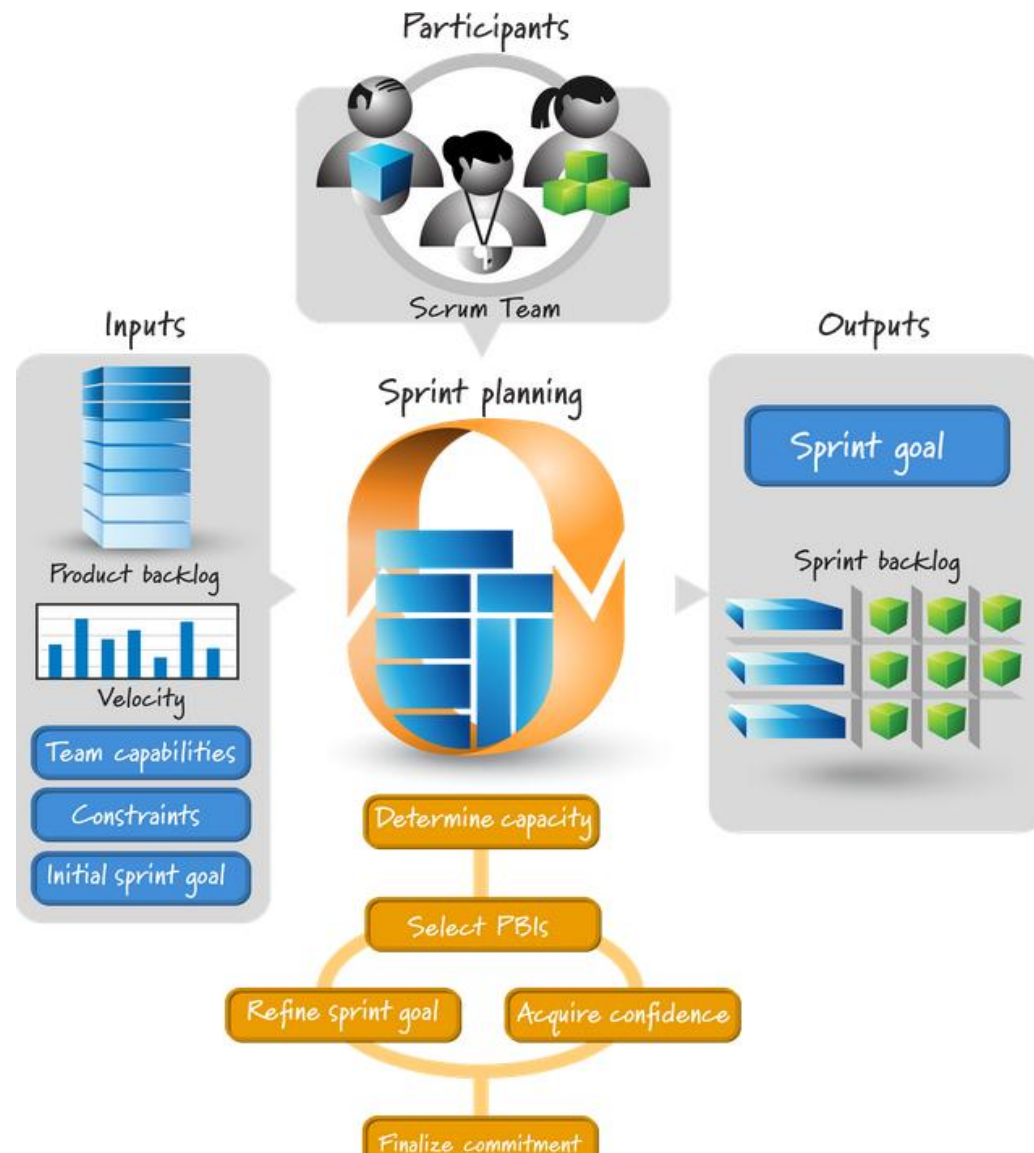 Participants
Scrum Team
Inputs
Product backlog
Velocity
Team capabilities
Constraints
Initial sprint goal
Sprint planning
Determine capacity
Select PBIs
Refine sprint goal
Acquire confidence
Finalize commitment
Outputs
Sprint goal
Sprint backlog